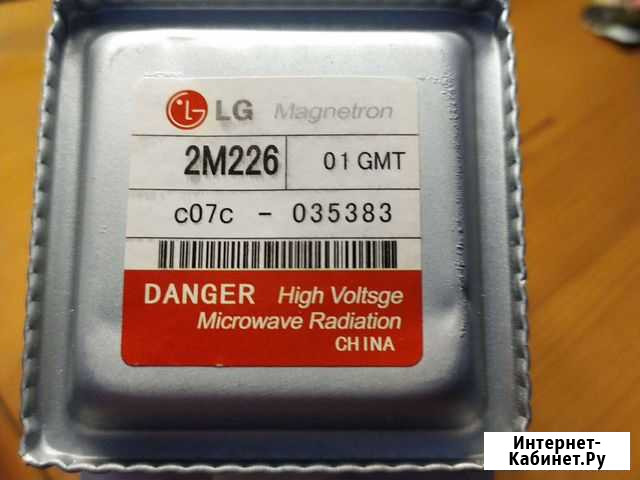 LG Magnetron
2M226 01 GMT
c07c - 035383
DANGER High Voltsge
Microwave Radiation
CHINA
Интернет-
Кабинет.Ру